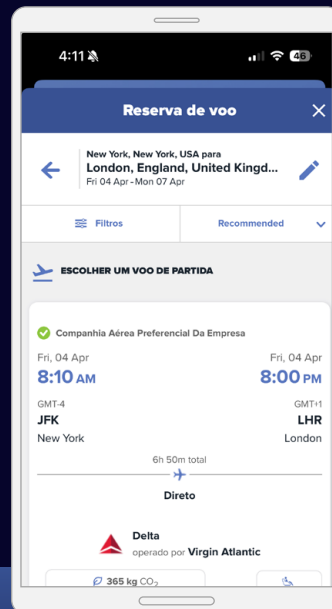 4:11
46
Reserva de voo
New York, New York, USA para
London, England, United Kingd...
Fri 04 Apr - Mon 07 Apr
Filtros
Recommended
ESCOLHER UM VOO DE PARTIDA
Companhia Aérea Preferencial Da Empresa
Fri, 04 Apr
Fri, 04 Apr
8:10 AM
8:00 PM
GMT-4
GMT+1
JFK
LHR
New York
London
6h 50m total
Direto
Delta
operado por Virgin Atlantic
365 kg CO₂